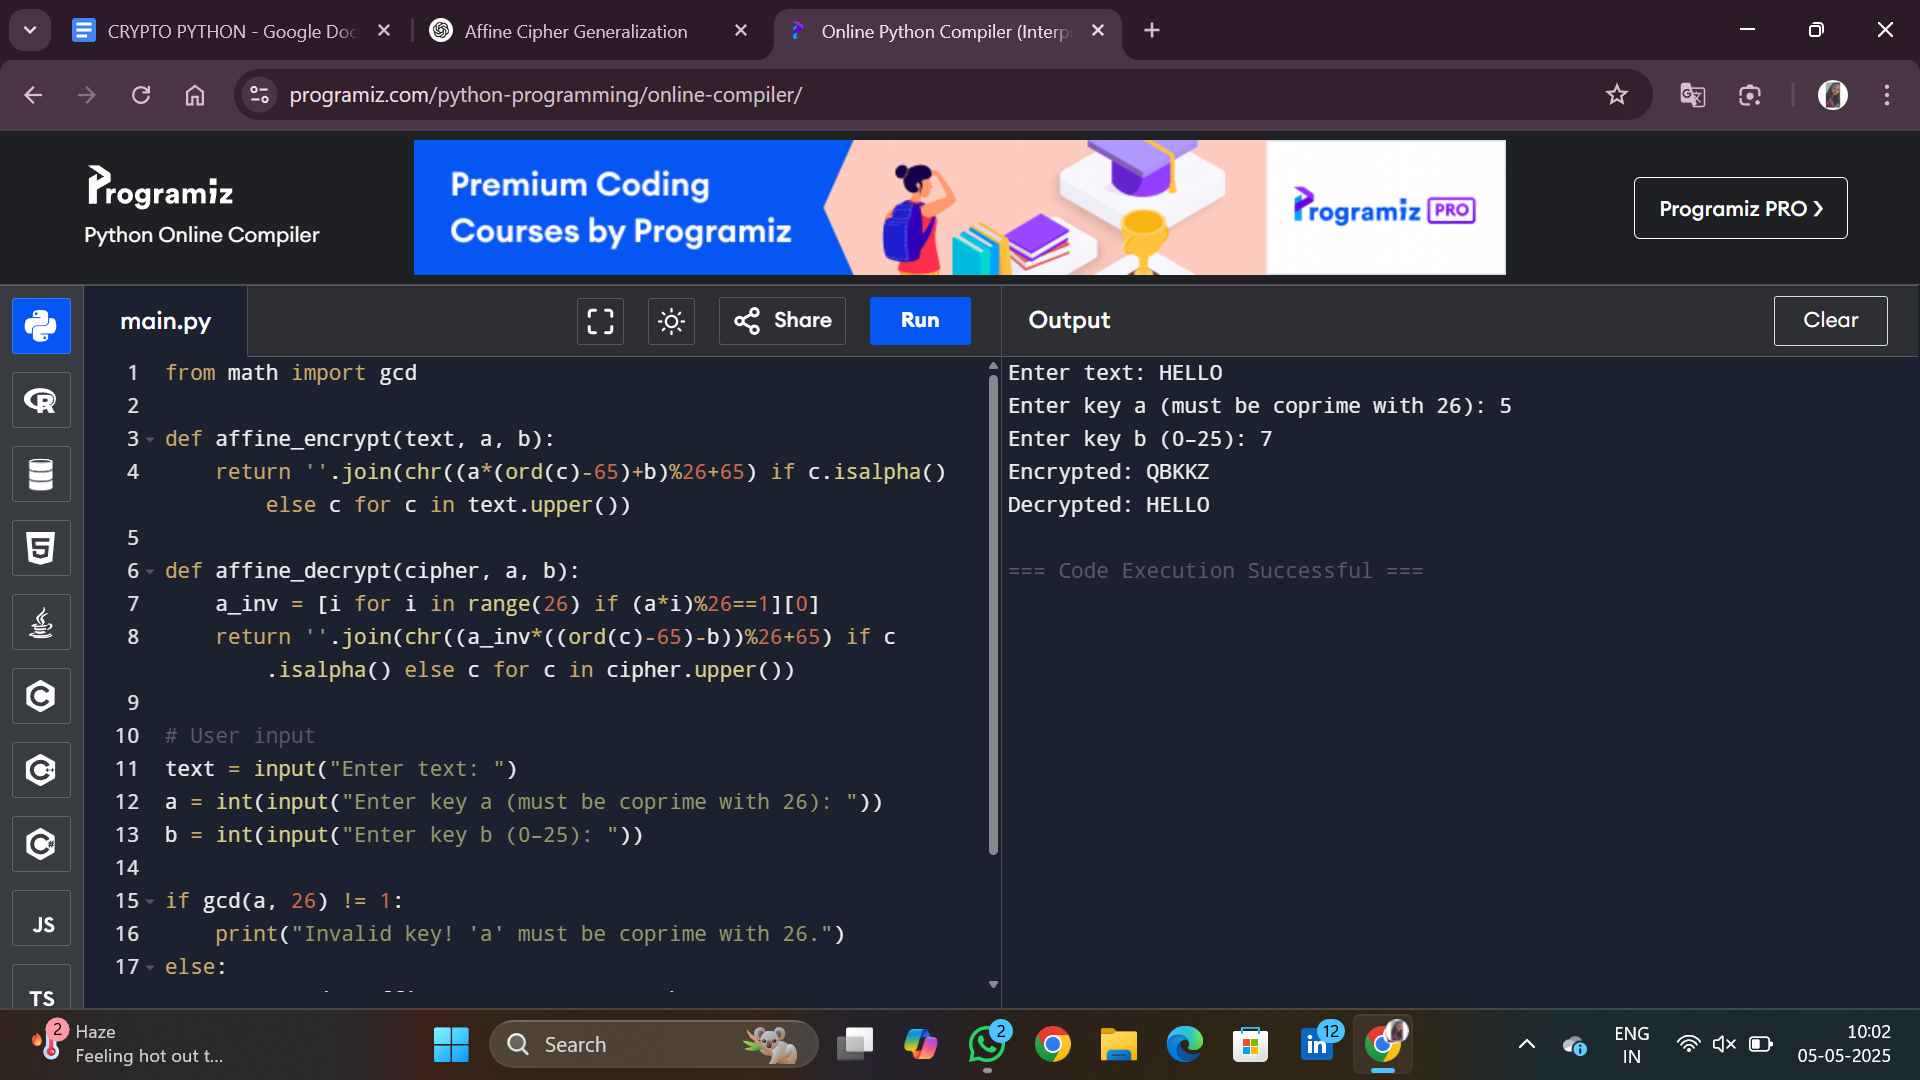 CRYPTO PYTHON - Google Doc
Affine Cipher Generalization
Online Python Compiler (Interp
programiz.com/python-programming/online-compiler/
Programiz
Python Online Compiler
Premium Coding
Courses by Programiz
Programiz PRO
Programiz PRO ❯
main.py
Share
Run
Output
Clear
1 from math import gcd
2
3 def affine_encrypt(text, a, b):
4 return ''.join(chr((a*(ord(c)-65)+b)%26+65) if c.isalpha()
else c for c in text.upper())
5
6 def affine_decrypt(cipher, a, b):
7 a_inv = [i for i in range(26) if (a*i)%26==1][0]
8 return ''.join(chr((a_inv*((ord(c)-65)-b))%26+65) if c
.isalpha() else c for c in cipher.upper())
9
10 # User input
11 text = input("Enter text: ")
12 a = int(input("Enter key a (must be coprime with 26): "))
13 b = int(input("Enter key b (0–25): "))
14
15 if gcd(a, 26) != 1:
16 print("Invalid key! 'a' must be coprime with 26.")
17 else:
Enter text: HELLO
Enter key a (must be coprime with 26): 5
Enter key b (0–25): 7
Encrypted: QBKKZ
Decrypted: HELLO
=== Code Execution Successful ===
JS
TS
2
Haze
Feeling hot out t...
Search
2
12
ENG
IN
10:02
05-05-2025